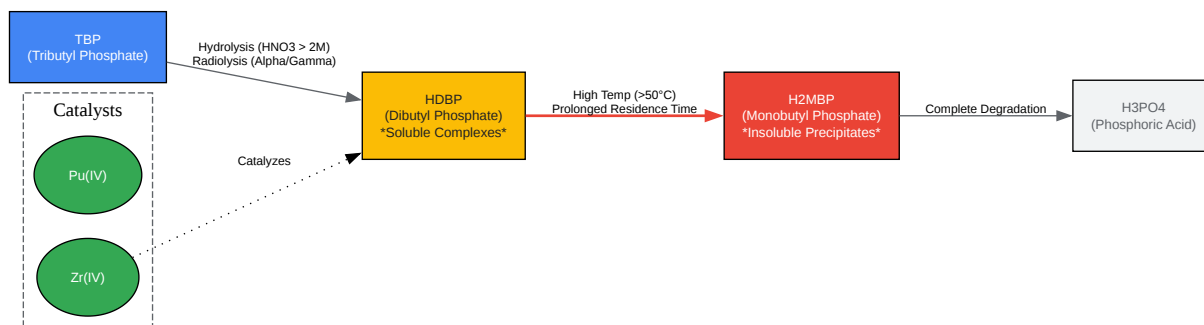 TBP
(Tributyl Phosphate)
Hydrolysis (HNO3 > 2M)
Radiolysis (Alpha/Gamma)
HDBP
(Dibutyl Phosphate)
*Soluble Complexes*
High Temp (>50°C)
Prolonged Residence Time
H2MBP
(Monobutyl Phosphate)
*Insoluble Precipitates*
Complete Degradation
H3PO4
(Phosphoric Acid)
Catalysts
Pu(IV)
Catalyzes
Zr(IV)